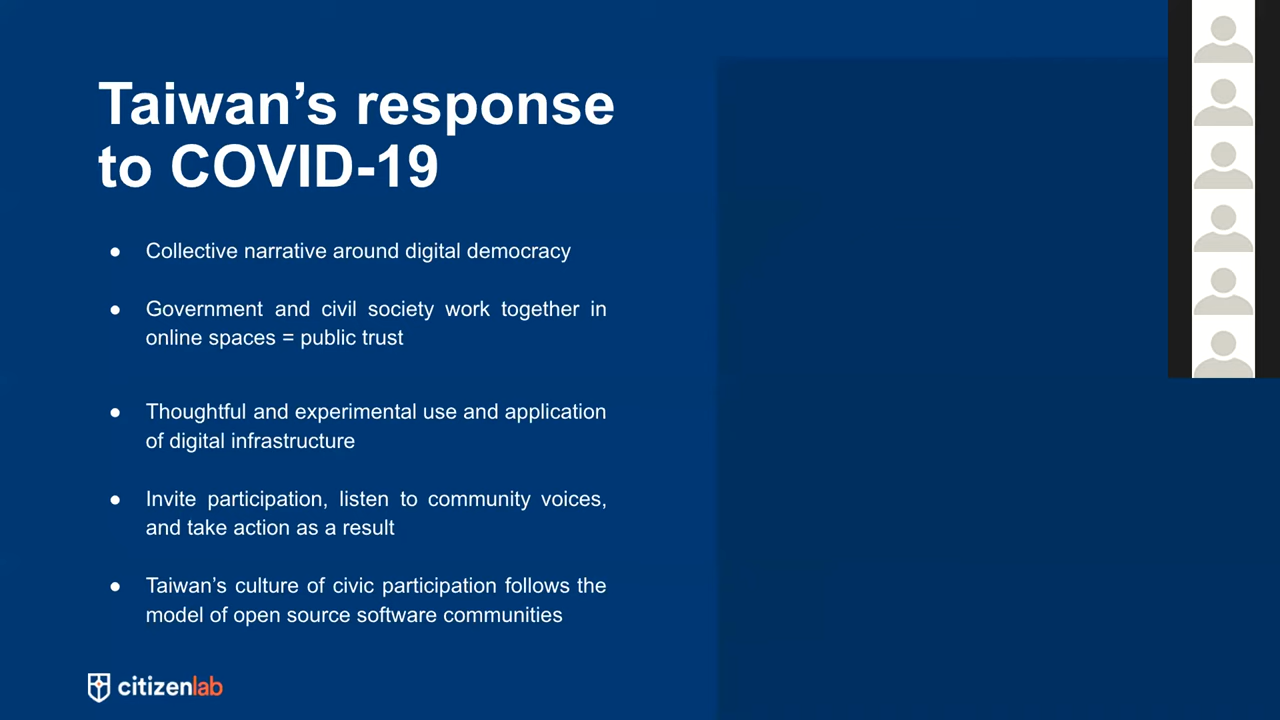 Taiwan’s response
to COVID-19
● Collective narrative around digital democracy
● Government and civil society work together in
online spaces = public trust
● Thoughtful and experimental use and application
of digital infrastructure
● Invite participation, listen to community voices,
and take action as a result
● Taiwan’s culture of civic participation follows the
model of open source software communities
citizenlab